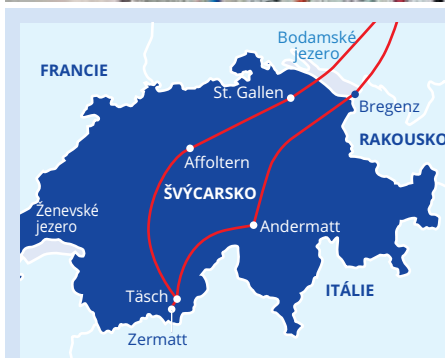 Bodamské
jezero
FRANCIE
St. Gallen
Bregenz
RAKOUSKO
Affoltern
ŠVÝCARSKO
Ženevské
jezero
Andermatt
Täsch
ITÁLIE
Zermatt